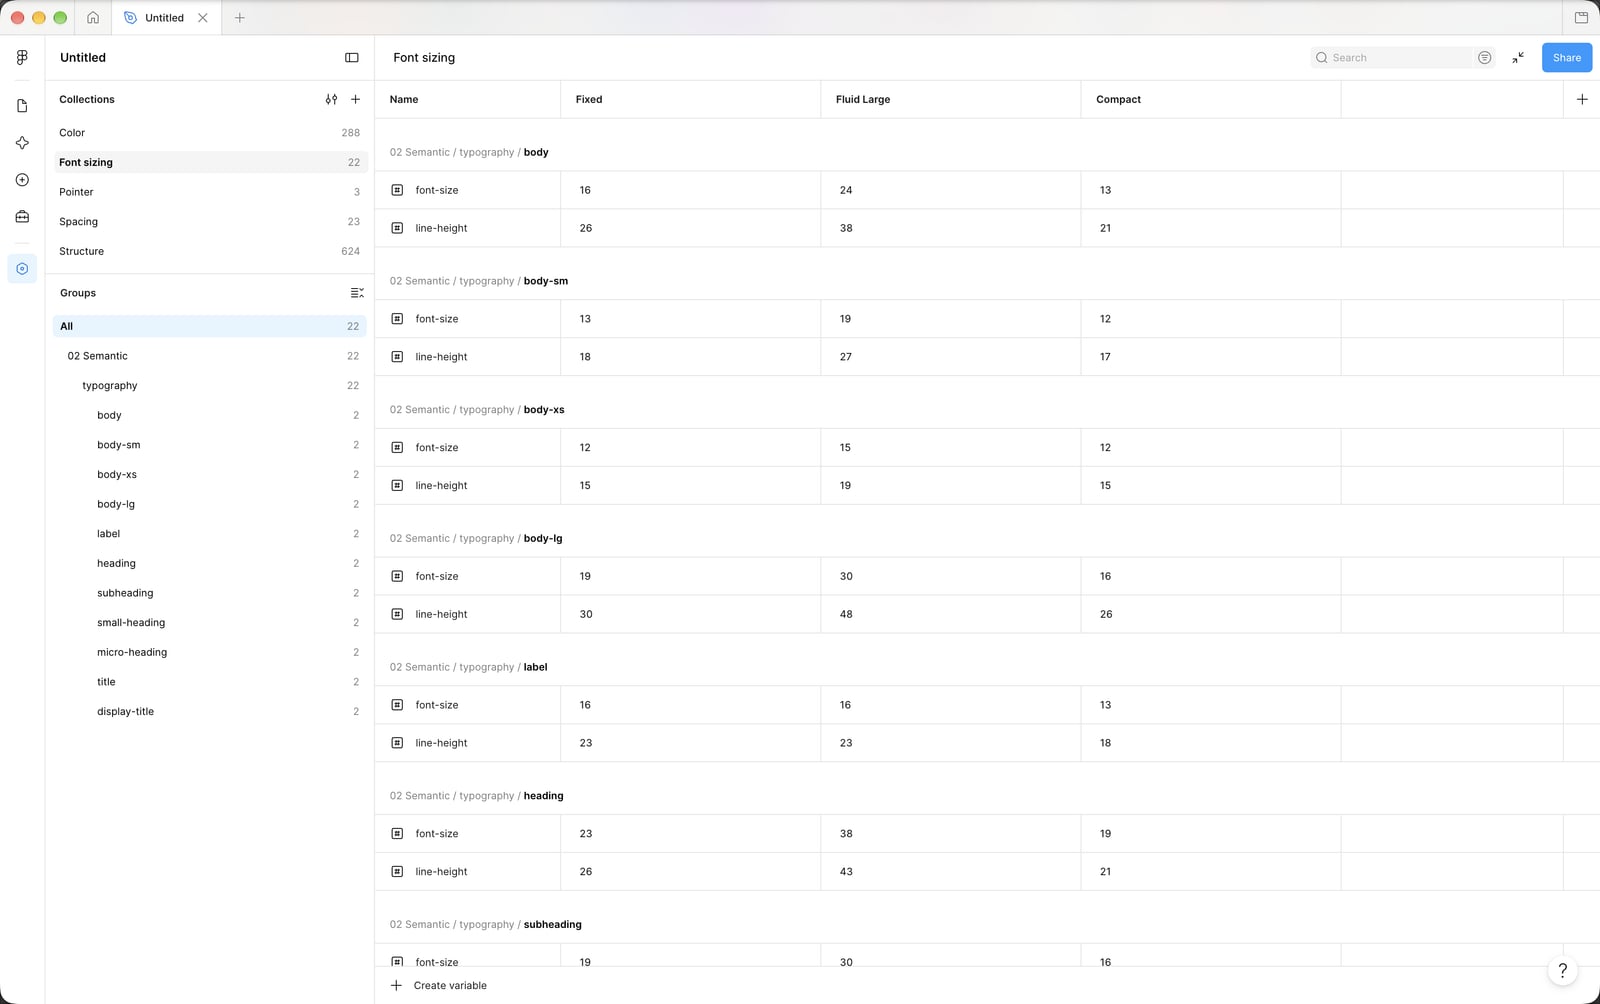 Untitled
Untitled
Font sizing
Search
Share
Collections
Color 288
Font sizing 22
Pointer 3
Spacing 23
Structure 624
Groups
All 22
02 Semantic 22
typography 22
body 2
body-sm 2
body-xs 2
body-lg 2
label 2
heading 2
subheading 2
small-heading 2
micro-heading 2
title 2
display-title 2
Name Fixed Fluid Large Compact
02 Semantic / typography / body
font-size 16 24 13
line-height 26 38 21
02 Semantic / typography / body-sm
font-size 13 19 12
line-height 18 27 17
02 Semantic / typography / body-xs
font-size 12 15 12
line-height 15 19 15
02 Semantic / typography / body-lg
font-size 19 30 16
line-height 30 48 26
02 Semantic / typography / label
font-size 16 16 13
line-height 23 23 18
02 Semantic / typography / heading
font-size 23 38 19
line-height 26 43 21
02 Semantic / typography / subheading
font-size 19 30 16
Create variable
?